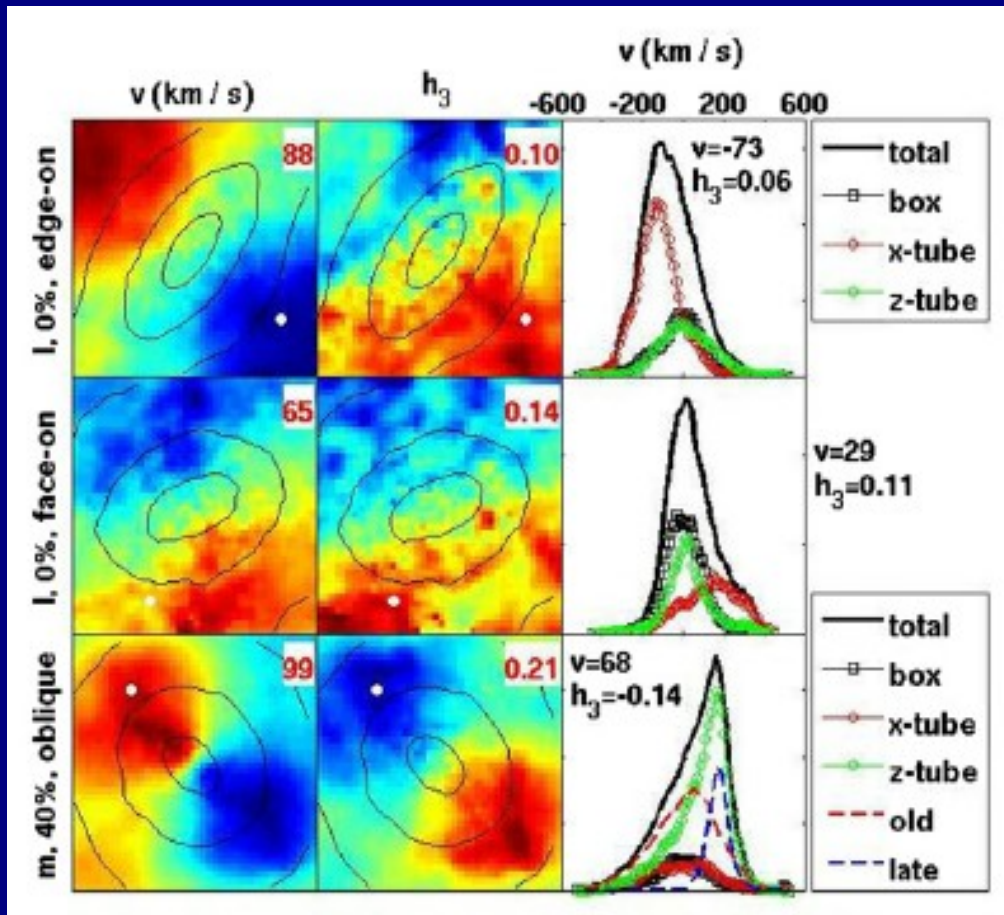 v (km / s)
v (km / s)
h3
-600 -200 200 600
l, 0%, edge-on
88
0.10
v=-73
h3=0.06
total
box
x-tube
z-tube
l, 0%, face-on
65
0.14
v=29
h3=0.11
m, 40%, oblique
99
0.21
v=68
h3=-0.14
total
box
x-tube
z-tube
old
late